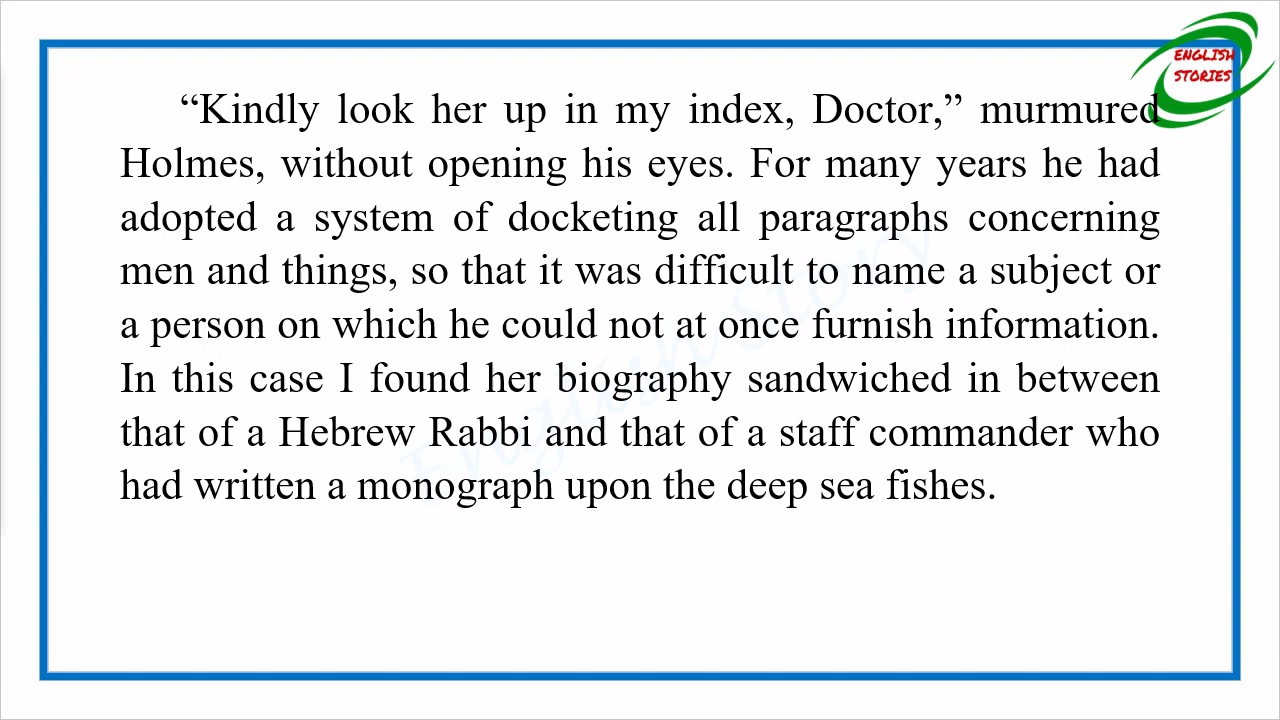 ENGLISH
STORIES
“Kindly look her up in my index, Doctor,” murmured
Holmes, without opening his eyes. For many years he had
adopted a system of docketing all paragraphs concerning
men and things, so that it was difficult to name a subject or
a person on which he could not at once furnish information.
In this case I found her biography sandwiched in between
that of a Hebrew Rabbi and that of a staff commander who
had written a monograph upon the deep sea fishes.
English Story